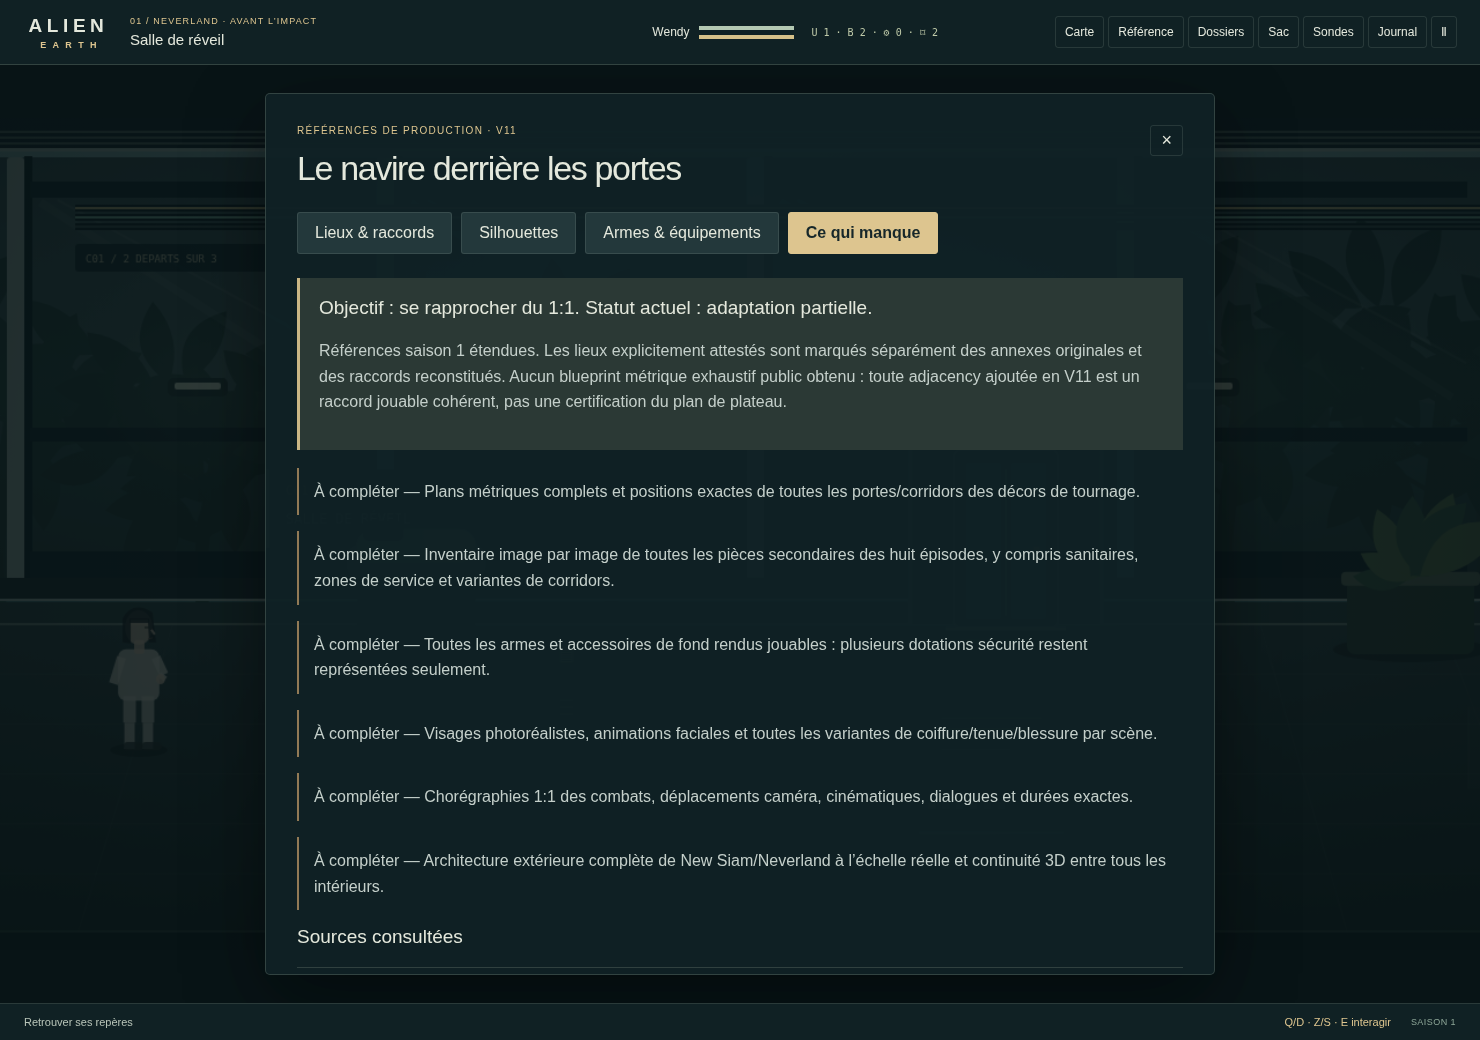 ALIEN
EARTH
01 / NEVERLAND · AVANT L'IMPACT
Salle de réveil
Wendy
U 1 · B 2 · ⚙ 0 · ⌑ 2
Carte
Référence
Dossiers
Sac
Sondes
Journal
Ⅱ
C01 / 2 DEPARTS SUR 3
RÉFÉRENCES DE PRODUCTION · V11
×
Le navire derrière les portes
Lieux & raccords
Silhouettes
Armes & équipements
Ce qui manque
Objectif : se rapprocher du 1:1. Statut actuel : adaptation partielle.
Références saison 1 étendues. Les lieux explicitement attestés sont marqués séparément des annexes originales et
des raccords reconstitués. Aucun blueprint métrique exhaustif public obtenu : toute adjacency ajoutée en V11 est un
raccord jouable cohérent, pas une certification du plan de plateau.
À compléter — Plans métriques complets et positions exactes de toutes les portes/corridors des décors de tournage.
À compléter — Inventaire image par image de toutes les pièces secondaires des huit épisodes, y compris sanitaires,
zones de service et variantes de corridors.
À compléter — Toutes les armes et accessoires de fond rendus jouables : plusieurs dotations sécurité restent
représentées seulement.
À compléter — Visages photoréalistes, animations faciales et toutes les variantes de coiffure/tenue/blessure par scène.
À compléter — Chorégraphies 1:1 des combats, déplacements caméra, cinématiques, dialogues et durées exactes.
À compléter — Architecture extérieure complète de New Siam/Neverland à l’échelle réelle et continuité 3D entre tous les
intérieurs.
Sources consultées
Retrouver ses repères
Q/D · Z/S · E interagir
SAISON 1